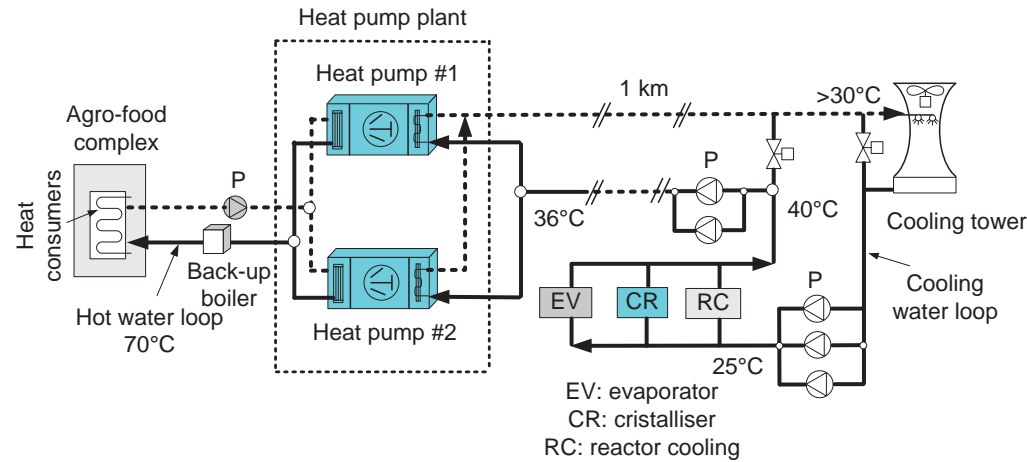 Heat pump plant
Heat pump #1
1 km
>30°C
Agro-food
complex
P
P
Heat
consumers
36°C
40°C
Cooling tower
Back-up
boiler
EV
CR
RC
P
Cooling
water loop
Hot water loop
70°C
Heat pump #2
25°C
EV: evaporator
CR: cristalliser
RC: reactor cooling